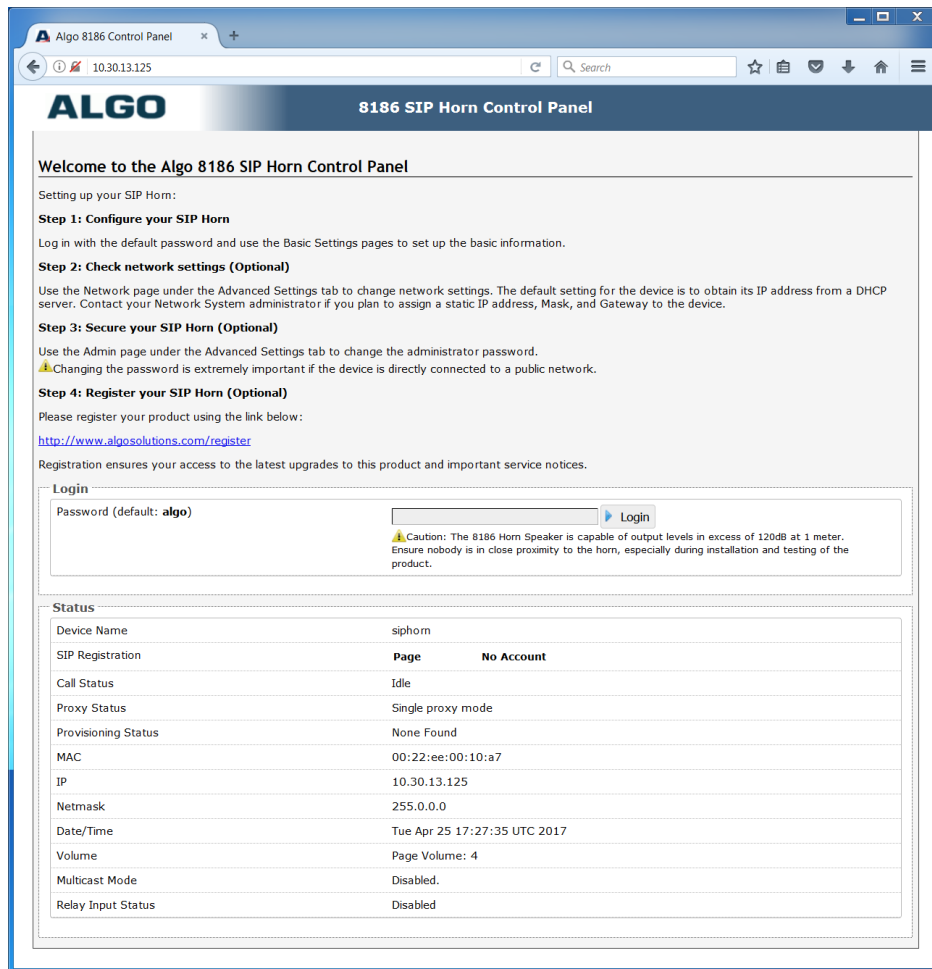 Algo 8186 Control Panel
10.30.13.125
Search
ALGO
8186 SIP Horn Control Panel
Welcome to the Algo 8186 SIP Horn Control Panel
Setting up your SIP Horn:
Step 1: Configure your SIP Horn
Log in with the default password and use the Basic Settings pages to set up the basic information.
Step 2: Check network settings (Optional)
Use the Network page under the Advanced Settings tab to change network settings. The default setting for the device is to obtain its IP address from a DHCP
server. Contact your Network System administrator if you plan to assign a static IP address, Mask, and Gateway to the device.
Step 3: Secure your SIP Horn (Optional)
Use the Admin page under the Advanced Settings tab to change the administrator password.
Changing the password is extremely important if the device is directly connected to a public network.
Step 4: Register your SIP Horn (Optional)
Please register your product using the link below:
http://www.algosolutions.com/register
Registration ensures your access to the latest upgrades to this product and important service notices.
Login
Password (default: algo)
Login
Caution: The 8186 Horn Speaker is capable of output levels in excess of 120dB at 1 meter.
Ensure nobody is in close proximity to the horn, especially during installation and testing of the
product.
Status
Device Name siphorn
SIP Registration Page No Account
Call Status Idle
Proxy Status Single proxy mode
Provisioning Status None Found
MAC 00:22:ee:00:10:a7
IP 10.30.13.125
Netmask 255.0.0.0
Date/Time Tue Apr 25 17:27:35 UTC 2017
Volume Page Volume: 4
Multicast Mode Disabled.
Relay Input Status Disabled